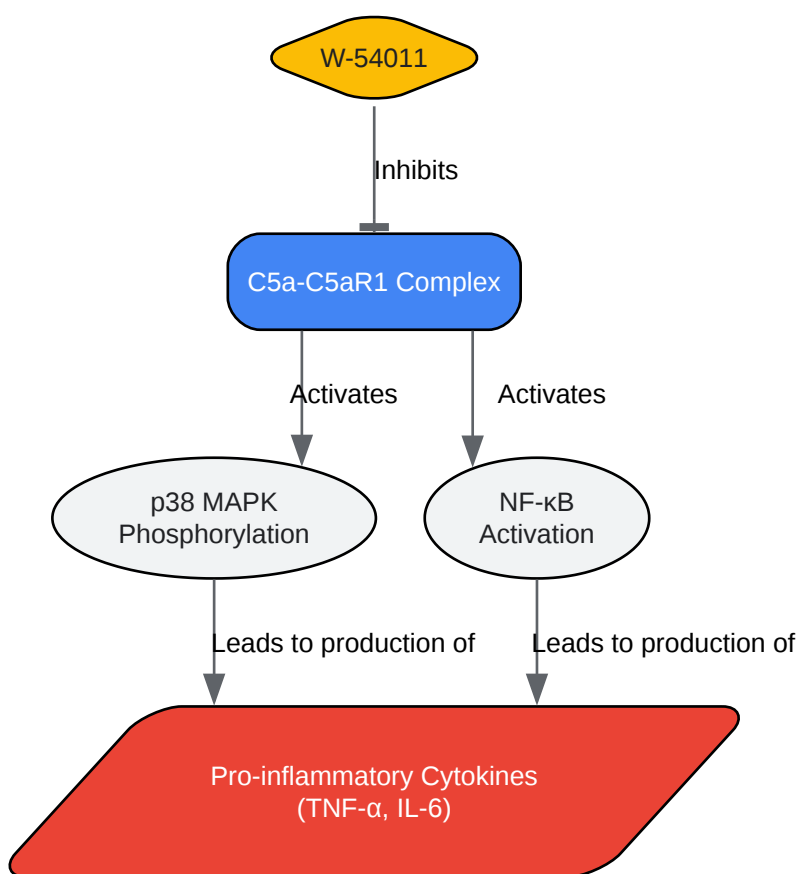 W-54011
Inhibits
C5a-C5aR1 Complex
Activates
Activates
p38 MAPK
Phosphorylation
NF-κB
Activation
Leads to production of
Leads to production of
Pro-inflammatory Cytokines
(TNF-α, IL-6)